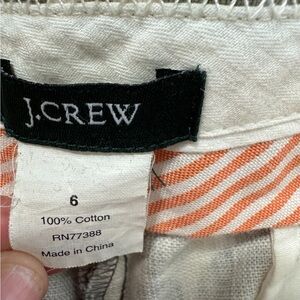 J.CREW
6
100% Cotton
RN77388
Made in China